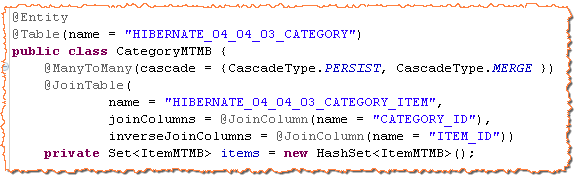 @Entity
@Table(name = "HIBERNATE_04_04_03_CATEGORY")
public class CategoryMTMB {
@ManyToMany(cascade = {CascadeType.PERSIST, CascadeType.MERGE })
@JoinTable(
name = "HIBERNATE_04_04_03_CATEGORY_ITEM",
joinColumns = @JoinColumn(name = "CATEGORY_ID"),
inverseJoinColumns = @JoinColumn(name = "ITEM_ID"))
private Set<ItemMTMB> items = new HashSet<ItemMTMB>();